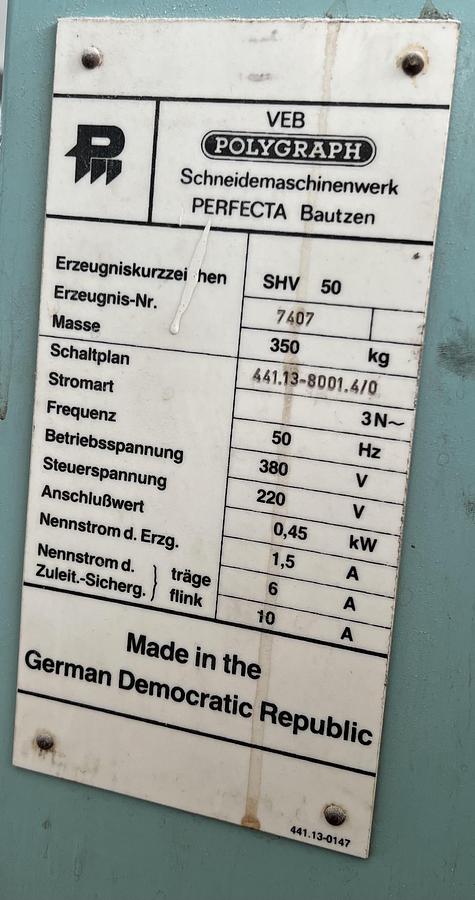 VEB
POLYGRAPH
Schneidemaschinenwerk
PERFECTA Bautzen
Erzeugniskurzzeichen SHV 50
Erzeugnis-Nr. 7407
Masse 350 kg
Schaltplan 441.13-8001.4/0
Stromart 3N~
Frequenz 50 Hz
Betriebsspannung 380 V
Steuerspannung 220 V
Anschlußwert 0,45 kW
Nennstrom d. Erzg. 1,5 A
Nennstrom d. Zuleit.-Sicherg. } träge 6 A
flink 10 A
Made in the
German Democratic Republic
441.13-0147